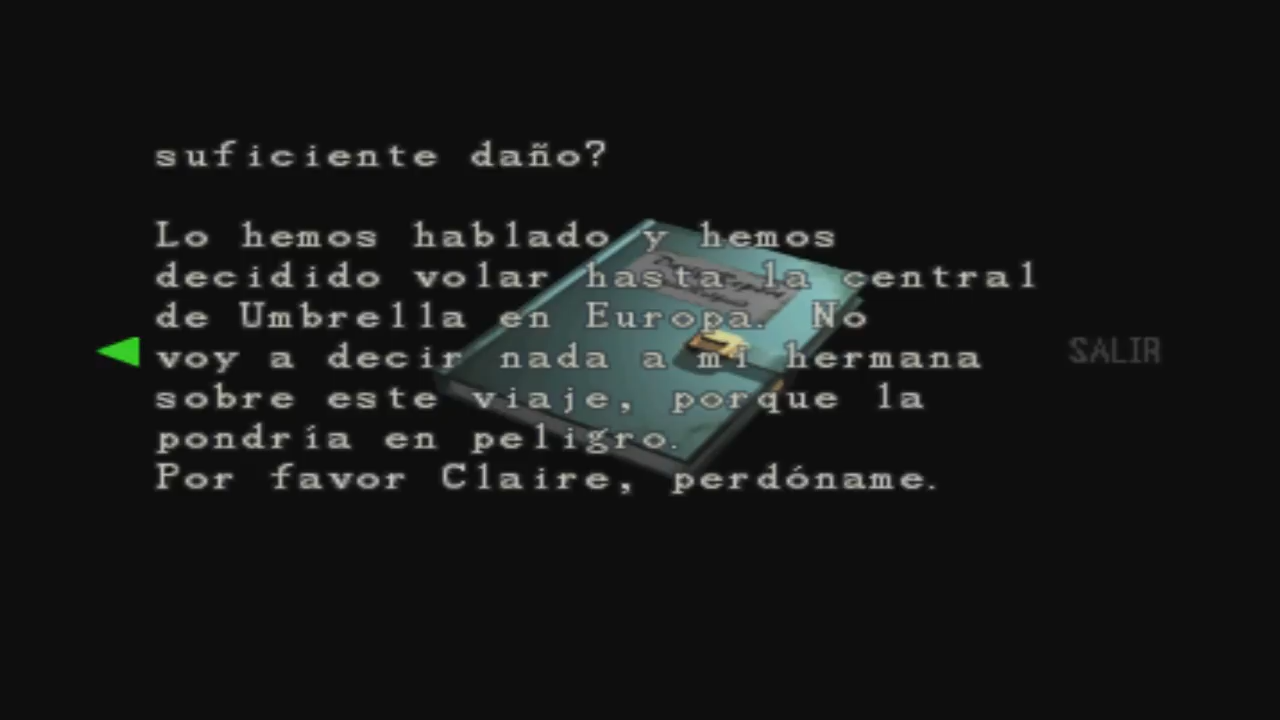 suficiente daño?
Lo hemos hablado y hemos
decidido volar hasta la central
de Umbrella en Europa. No
voy a decir nada a mi hermana
sobre este viaje, porque la
pondría en peligro.
Por favor Claire, perdóname.
SALIR